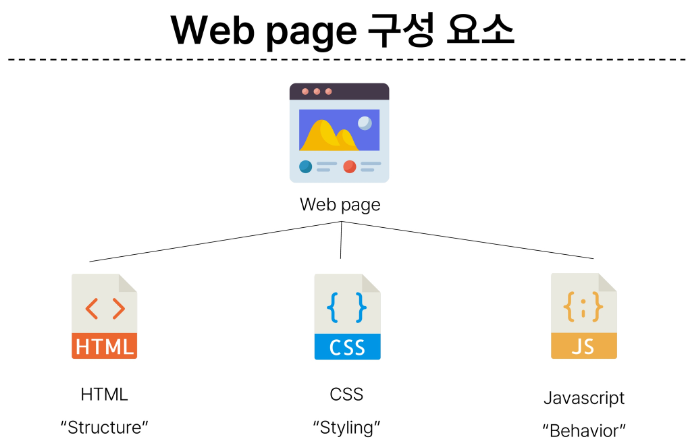 Web page 구성 요소
Web page
HTML
CSS
JS
HTML
CSS
Javascript
“Structure”
“Styling”
“Behavior”